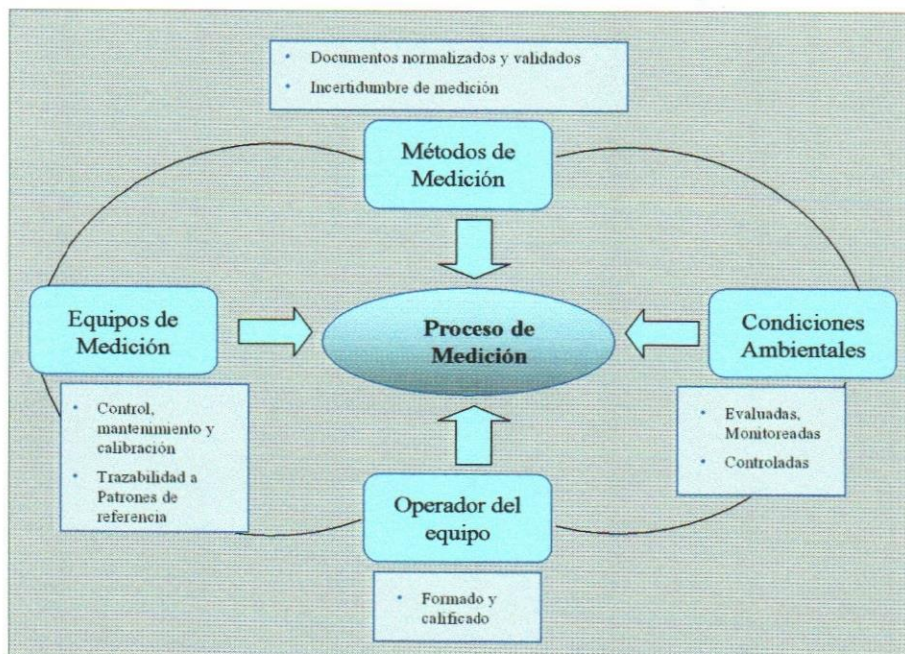 • Documentos normalizados y validados
• Incertidumbre de medición
Métodos de
Medición
Equipos de
Medición
• Control,
mantenimiento y
calibración
• Trazabilidad a
Patrones de
referencia
Proceso de
Medición
Condiciones
Ambientales
• Evaluadas,
Monitoreadas
• Controladas
Operador del
equipo
• Formado y
calificado